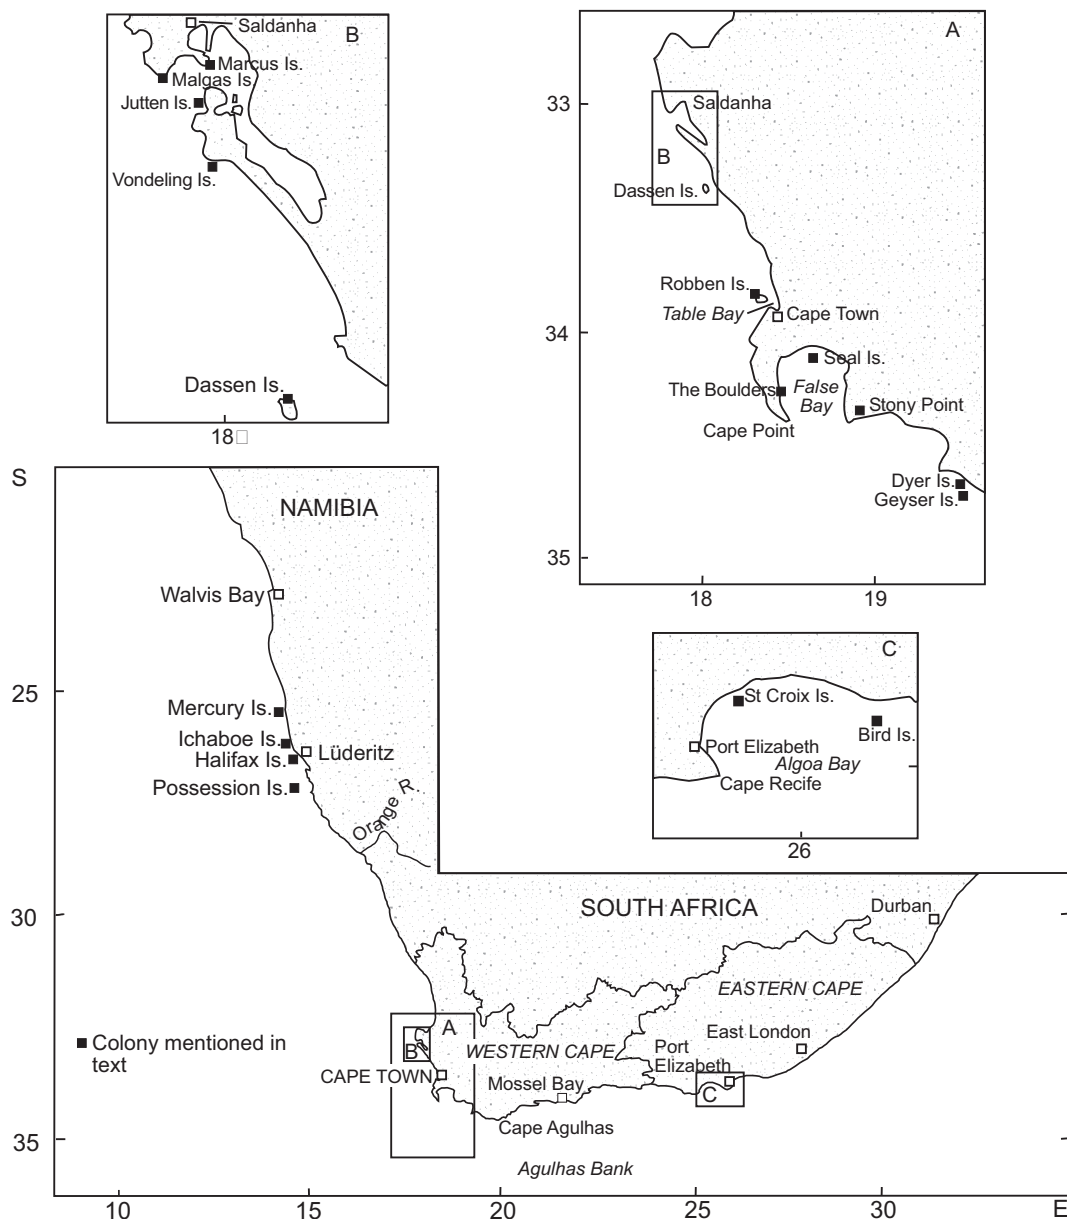 Saldanha
B
Marcus Is.
Malgas Is.
Jutten Is.
Vondeling Is.
Dassen Is.
18□
A
33
Saldanha
B
Dassen Is.
Robben Is.
Table Bay
Cape Town
34
Seal Is.
The Boulders
False
Bay
Stony Point
Cape Point
Dyer Is.
Geyser Is.
35
18
19
S
NAMIBIA
Walvis Bay
25
Mercury Is.
Ichaboe Is.
Halifax Is.
Lüderitz
Possession Is.
Orange R.
C
St Croix Is.
Bird Is.
Port Elizabeth
Algoa Bay
Cape Recife
26
30
SOUTH AFRICA
Durban
EASTERN CAPE
East London
A
B
WESTERN CAPE
Port
Elizabeth
CAPE TOWN
Mossel Bay
C
Cape Agulhas
Agulhas Bank
Colony mentioned in
text
35
10
15
20
25
30
E